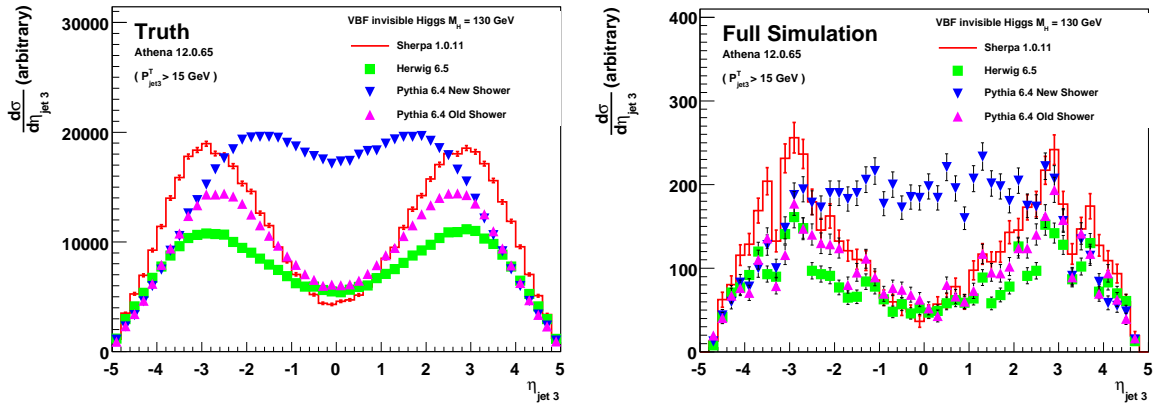 Truth
Athena 12.0.65
( P^T_jet3 > 15 GeV)
VBF invisible Higgs M_H = 130 GeV
Sherpa 1.0.11
Herwig 6.5
Pythia 6.4 New Shower
Pythia 6.4 Old Shower
dσ/dη_jet 3 (arbitrary)
30000
20000
10000
0
-5 -4 -3 -2 -1 0 1 2 3 4 5
η_jet 3
Full Simulation
Athena 12.0.65
( P^T_jet3 > 15 GeV)
VBF invisible Higgs M_H = 130 GeV
Sherpa 1.0.11
Herwig 6.5
Pythia 6.4 New Shower
Pythia 6.4 Old Shower
dσ/dη_jet 3 (arbitrary)
400
300
200
100
0
-5 -4 -3 -2 -1 0 1 2 3 4 5
η_jet 3